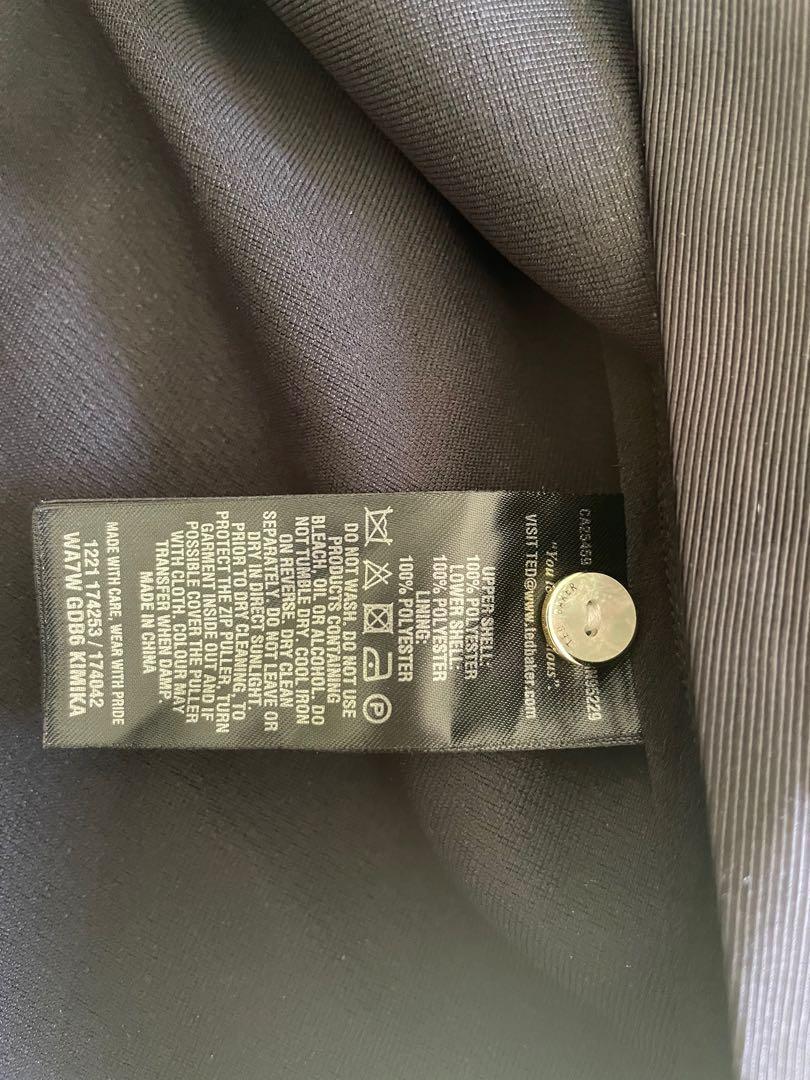 CA25459
"You
VISIT TED@www.tedbaker.com
UPPER SHELL:
100% POLYESTER
LOWER SHELL:
100% POLYESTER
LINING:
100% POLYESTER
P
DO NOT WASH. DO NOT USE
PRODUCTS CONTAINING
BLEACH, OIL OR ALCOHOL. DO
NOT TUMBLE DRY. COOL IRON
ON REVERSE. DRY CLEAN
SEPARATELY. DO NOT LEAVE OR
DRY IN DIRECT SUNLIGHT.
PRIOR TO DRY CLEANING, TO
PROTECT THE ZIP PULLER, TURN
GARMENT INSIDE OUT AND IF
POSSIBLE COVER THE PULLER
WITH CLOTH. COLOUR MAY
TRANSFER WHEN DAMP.
MADE IN CHINA
MADE WITH CARE, WEAR WITH PRIDE
1221 174253 / 174042
WA7W GDB6 KIMIKA
TED BAKER